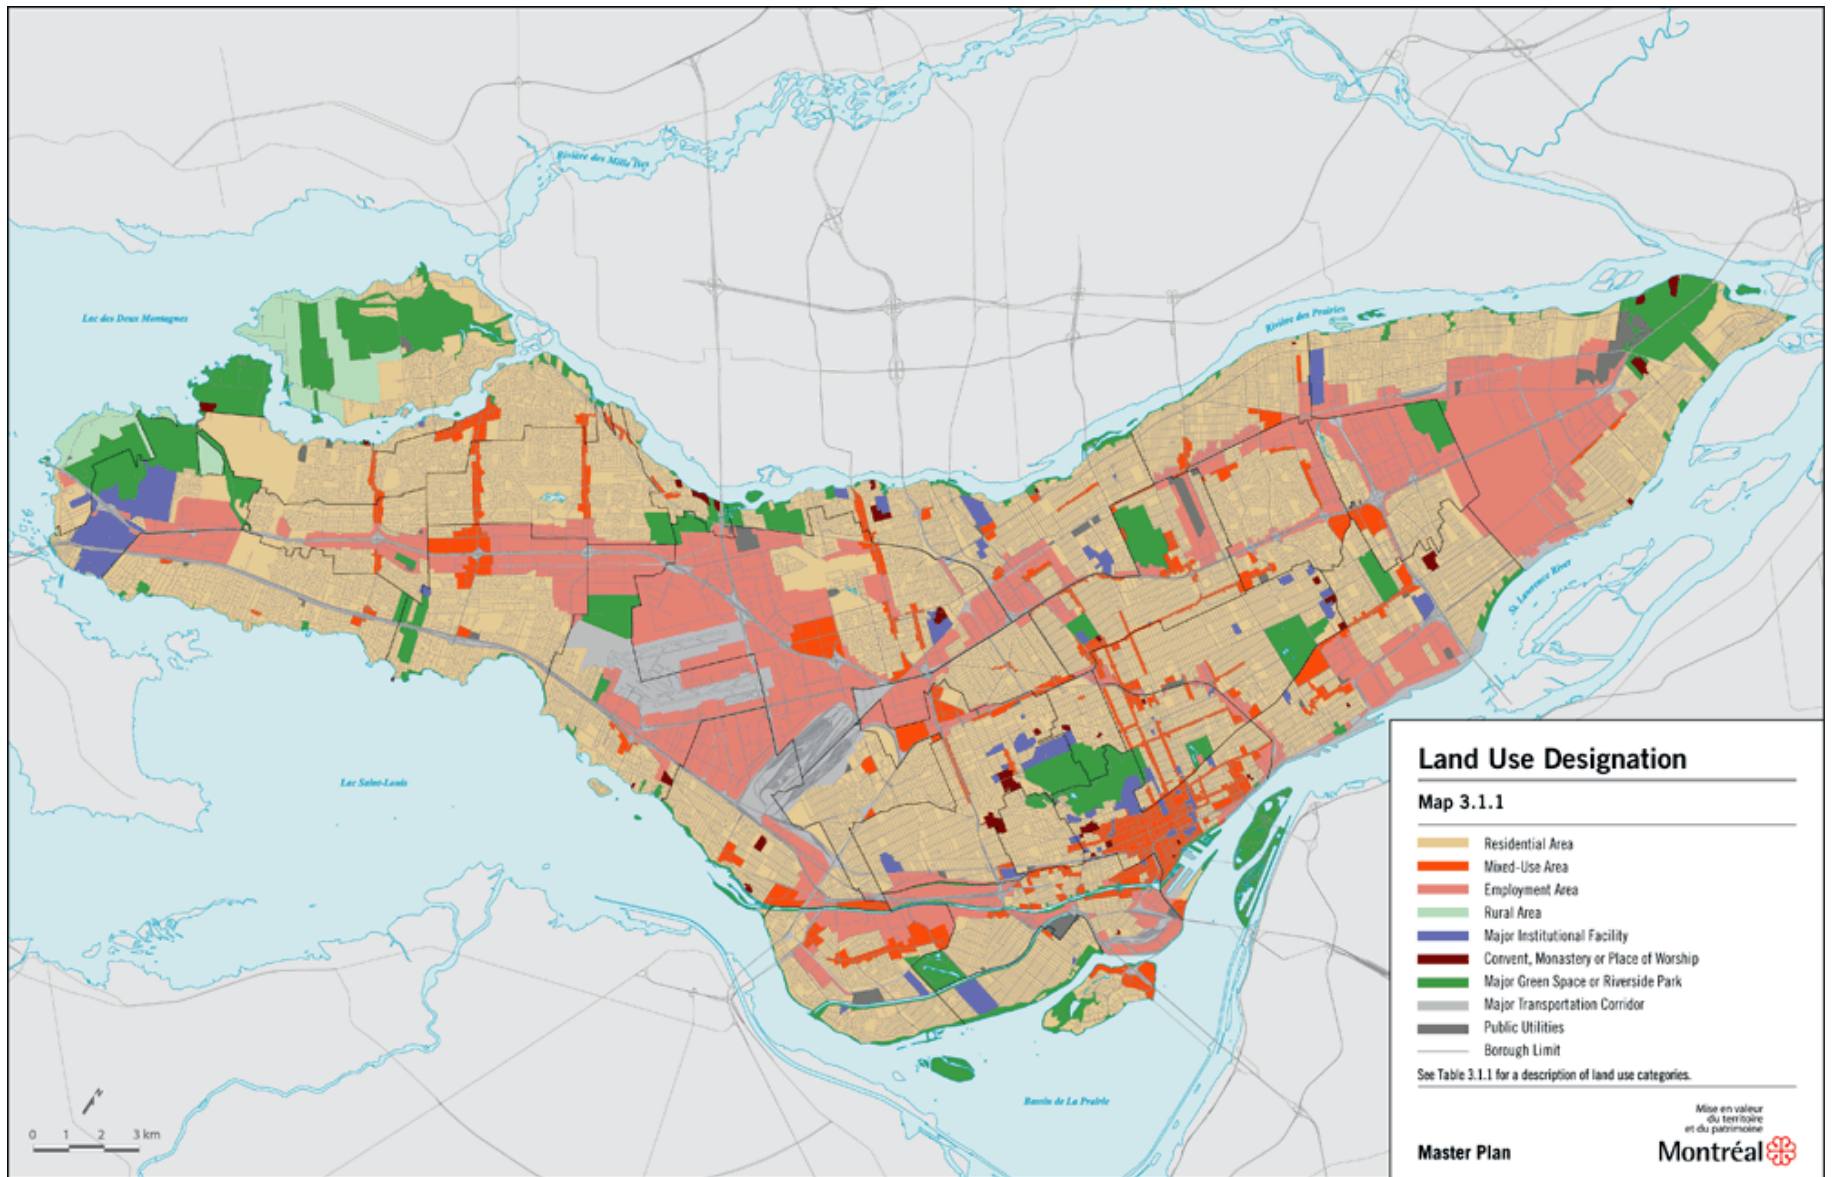 Rivière des Mille Îles
Lac des Deux Montagnes
Rivière des Prairies
St. Lawrence River
Lac Saint-Louis
Bassin de La Prairie
N
0 1 2 3 km
Land Use Designation
Map 3.1.1
Residential Area
Mixed-Use Area
Employment Area
Rural Area
Major Institutional Facility
Convent, Monastery or Place of Worship
Major Green Space or Riverside Park
Major Transportation Corridor
Public Utilities
Borough Limit
See Table 3.1.1 for a description of land use categories.
Mise en valeur
du territoire
et du patrimoine
Master Plan
Montréal